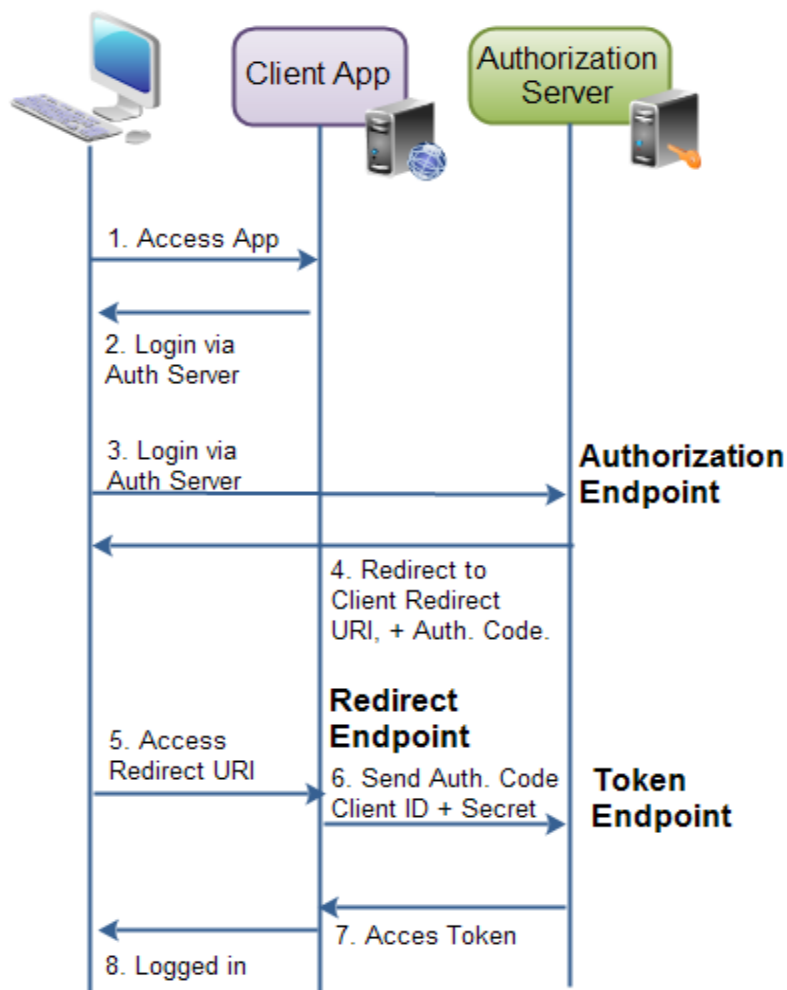 Client App
Authorization
Server
1. Access App
2. Login via
Auth Server
3. Login via
Auth Server
Authorization
Endpoint
4. Redirect to
Client Redirect
URI, + Auth. Code.
Redirect
Endpoint
5. Access
Redirect URI
6. Send Auth. Code
Client ID + Secret
Token
Endpoint
7. Acces Token
8. Logged in